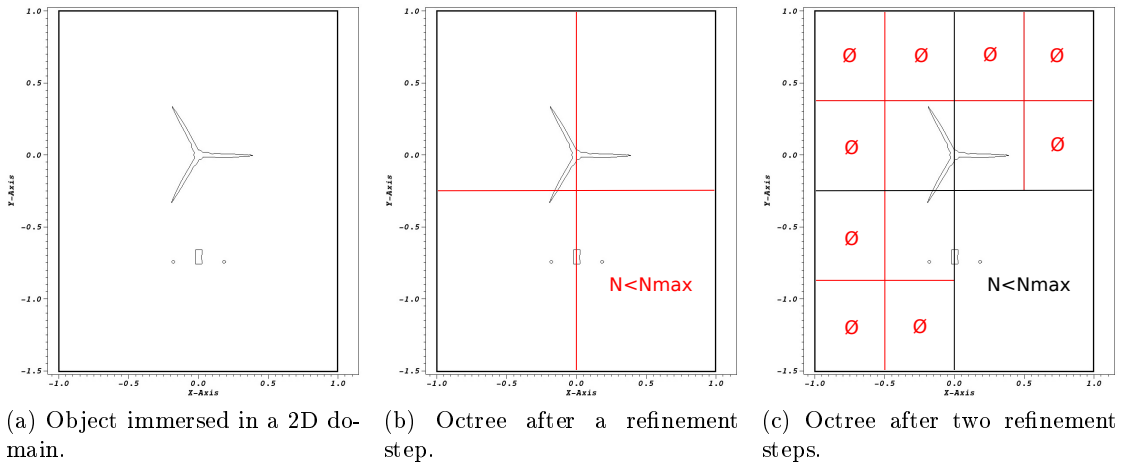 1.0
0.5
0.0
-0.5
-1.0
-1.5
Y-Axis
-1.0 -0.5 0.0 0.5 1.0
X-Axis
(a) Object immersed in a 2D do-
main.
1.0
0.5
0.0
-0.5
-1.0
-1.5
Y-Axis
N<Nmax
-1.0 -0.5 0.0 0.5 1.0
X-Axis
(b) Octree after a refinement
step.
1.0
0.5
0.0
-0.5
-1.0
-1.5
Y-Axis
Ø Ø Ø Ø
Ø Ø
Ø
N<Nmax
Ø Ø
-1.0 -0.5 0.0 0.5 1.0
X-Axis
(c) Octree after two refinement
steps.